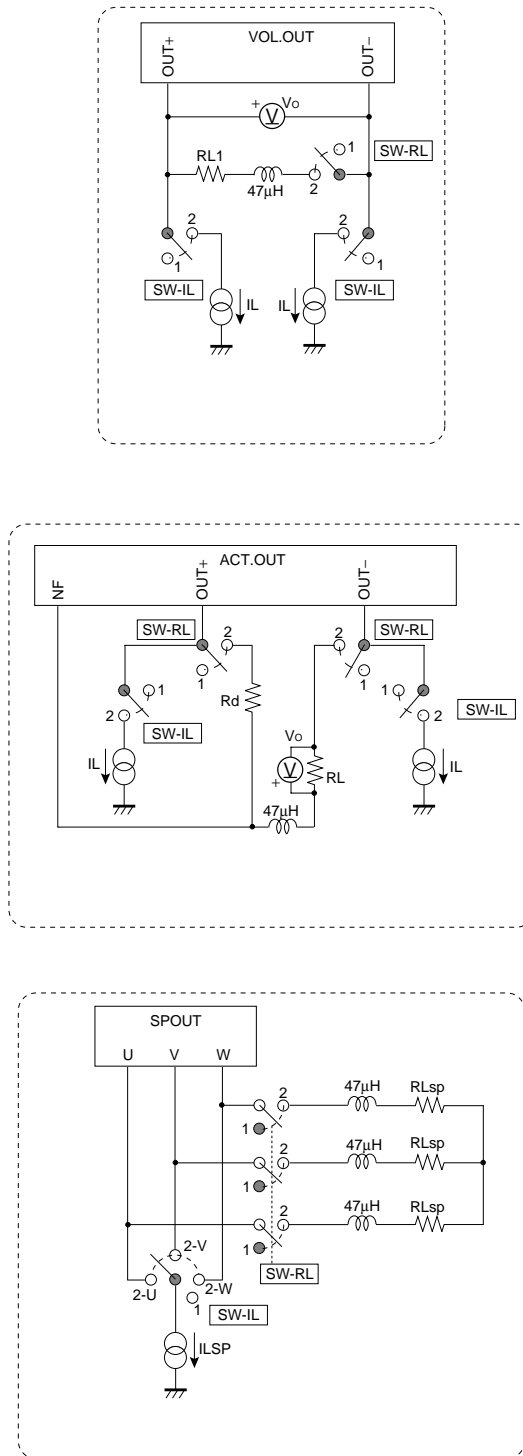 VOL.OUT
OUT+
OUT−
+ Vo
V
RL1
47μH
1
2
SW-RL
2
1
SW-IL
IL
2
1
SW-IL
IL
ACT.OUT
NF
OUT+
OUT−
SW-RL
2
1
Rd
1
2
SW-IL
IL
2
SW-RL
1
1
2
SW-IL
IL
Vo
V
+
RL
47μH
SPOUT
U V W
2
1
47μH
RLsp
2
1
47μH
RLsp
2
1
47μH
RLsp
SW-RL
2-V
2-U
2-W
1
SW-IL
ILSP